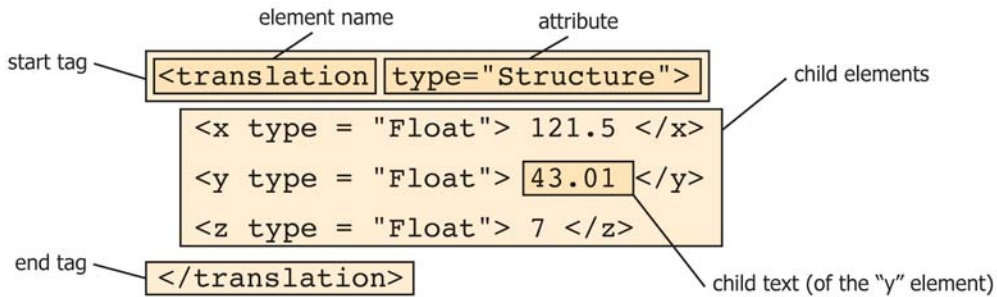 element name
attribute
start tag
<translation type="Structure">
child elements
<x type = "Float"> 121.5 </x>
<y type = "Float"> 43.01 </y>
<z type = "Float"> 7 </z>
end tag
</translation>
child text (of the “y” element)